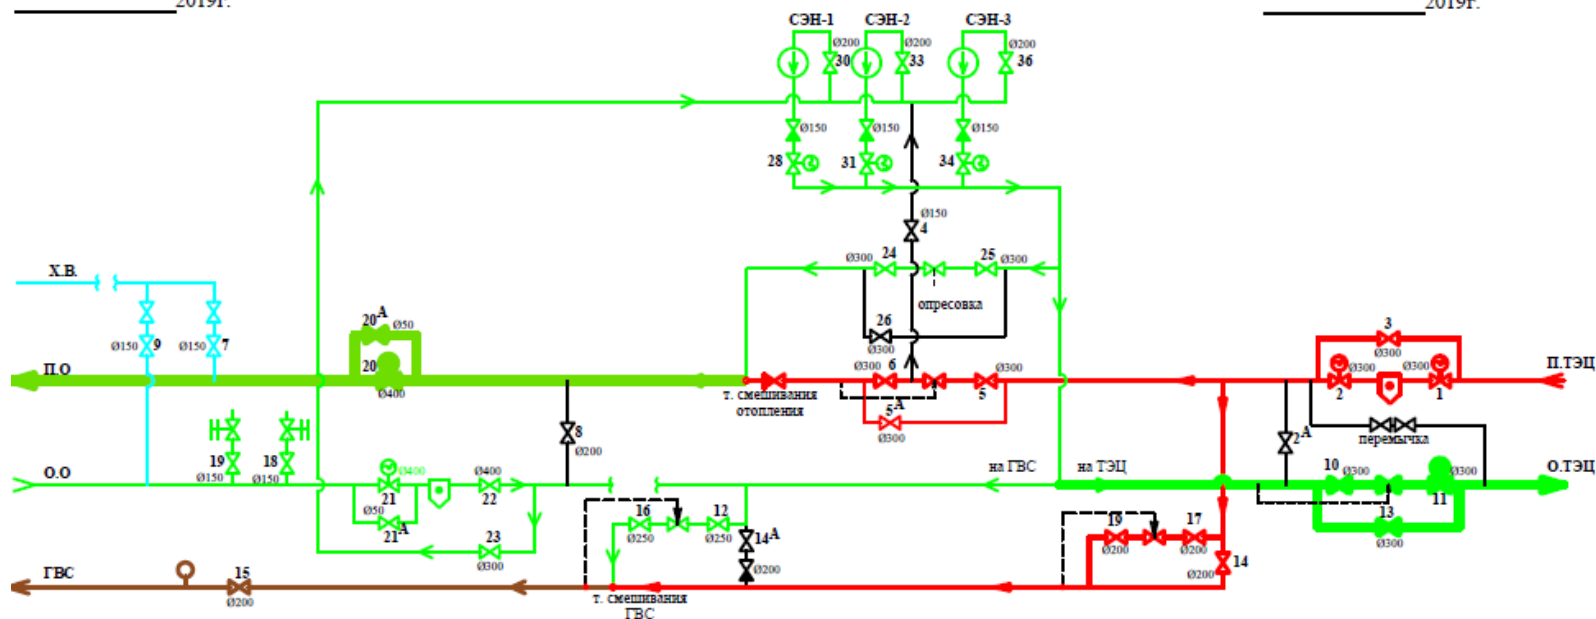 2019г.
2019г.
СЭН-1
СЭН-2
СЭН-3
Ø200
30
Ø200
33
Ø200
36
Ø150
Ø150
Ø150
28
31
34
Ø150
4
Ø300
24
25
Ø300
опресовка
26
Ø300
Х.В.
Ø150
9
Ø150
7
20А
Ø50
П.О
20
Ø400
Ø300
6
Ø300
5
т. смешивания
отопления
5А
Ø300
3
Ø300
П.ТЭЦ
Ø300
2
Ø300
1
2А
перемычка
8
Ø200
19
Ø150
18
Ø150
О.О
Ø400
21
Ø400
22
Ø50
21А
23
Ø300
на ГВС
на ТЭЦ
10
Ø300
Ø300
11
О.ТЭЦ
13
Ø300
16
Ø250
12
Ø250
14А
Ø200
19
Ø200
17
Ø200
14
Ø200
ГВС
15
Ø200
т. смешивания
ГВС